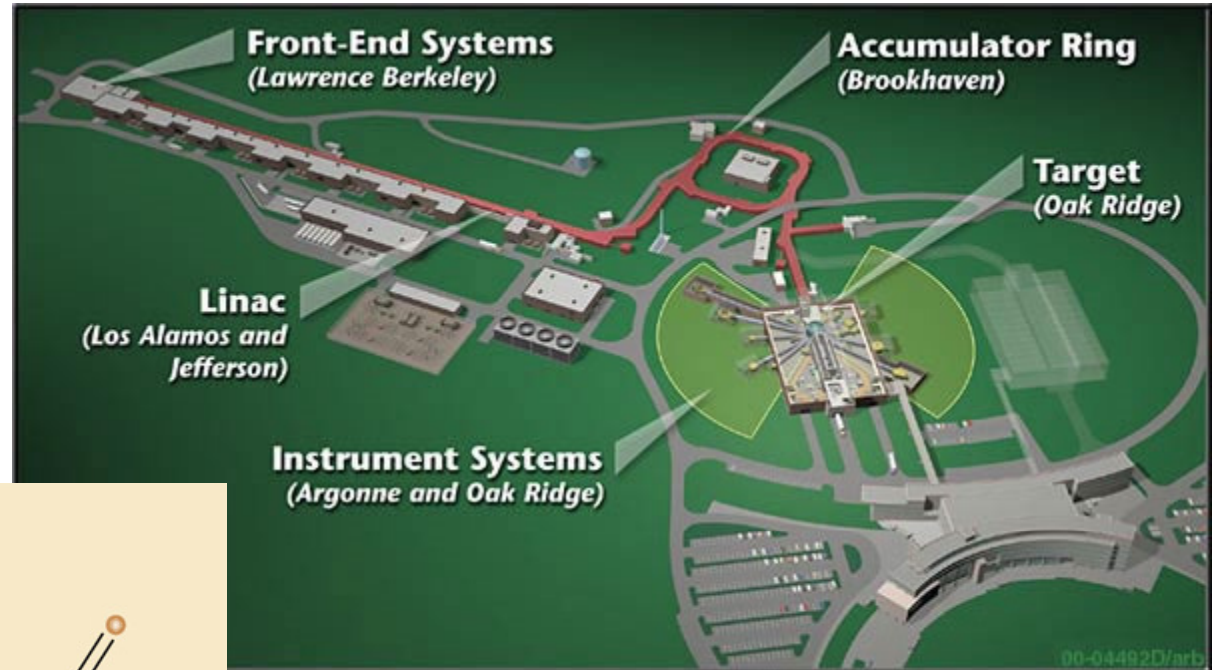 Front-End Systems
(Lawrence Berkeley)
Accumulator Ring
(Brookhaven)
Target
(Oak Ridge)
Linac
(Los Alamos and
Jefferson)
Instrument Systems
(Argonne and Oak Ridge)
00-04492D/arb